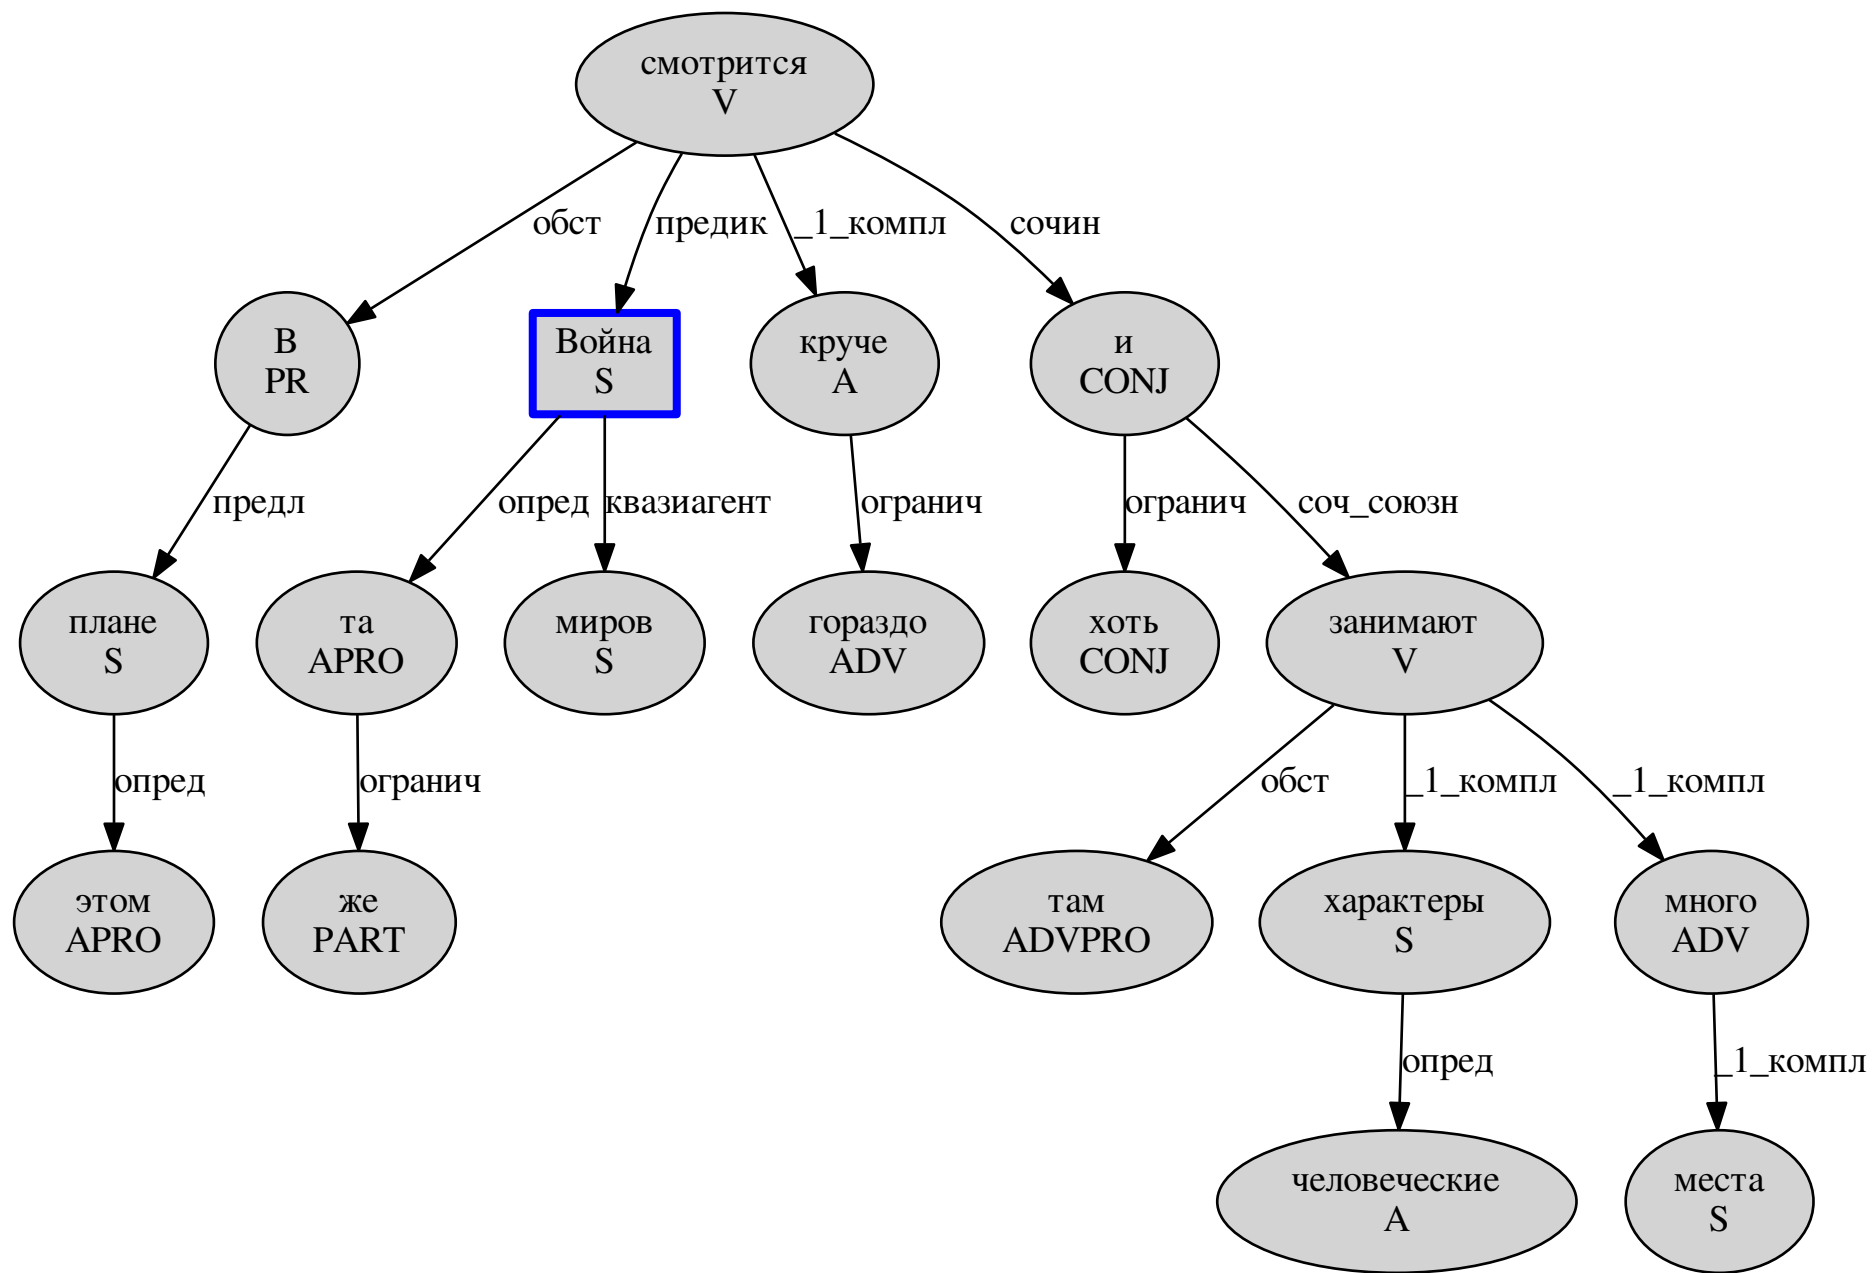 смотрится
V
обст
предик
_1_компл
сочин
В
PR
Война
S
круче
A
и
CONJ
предл
опред
квазиагент
огранич
огранич
соч_союзн
плане
S
та
APRO
миров
S
гораздо
ADV
хоть
CONJ
занимают
V
опред
огранич
обст
_1_компл
_1_компл
этом
APRO
же
PART
там
ADVPRO
характеры
S
много
ADV
опред
_1_компл
человеческие
A
места
S